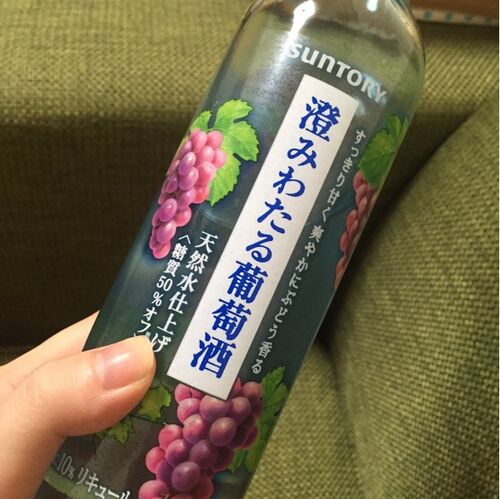 SUNTORY
澄みわたる葡萄酒
すっきり甘く爽やかにぶどう香る
天然水仕上げ
〈糖質50%オフ
10% リキュール